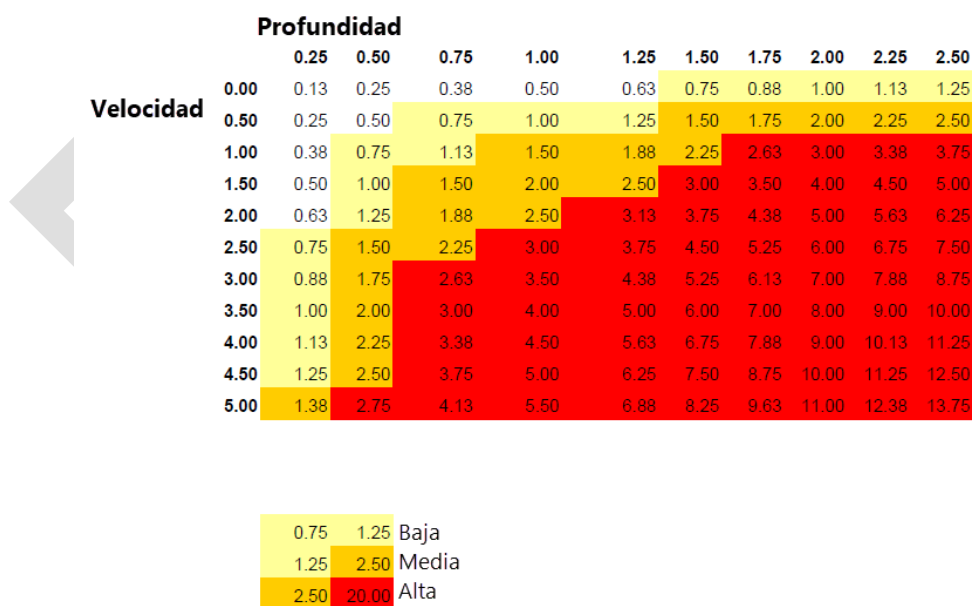 Profundidad
0.25 0.50 0.75 1.00 1.25 1.50 1.75 2.00 2.25 2.50
Velocidad
0.00 0.13 0.25 0.38 0.50 0.63 0.75 0.88 1.00 1.13 1.25
0.50 0.25 0.50 0.75 1.00 1.25 1.50 1.75 2.00 2.25 2.50
1.00 0.38 0.75 1.13 1.50 1.88 2.25 2.63 3.00 3.38 3.75
1.50 0.50 1.00 1.50 2.00 2.50 3.00 3.50 4.00 4.50 5.00
2.00 0.63 1.25 1.88 2.50 3.13 3.75 4.38 5.00 5.63 6.25
2.50 0.75 1.50 2.25 3.00 3.75 4.50 5.25 6.00 6.75 7.50
3.00 0.88 1.75 2.63 3.50 4.38 5.25 6.13 7.00 7.88 8.75
3.50 1.00 2.00 3.00 4.00 5.00 6.00 7.00 8.00 9.00 10.00
4.00 1.13 2.25 3.38 4.50 5.63 6.75 7.88 9.00 10.13 11.25
4.50 1.25 2.50 3.75 5.00 6.25 7.50 8.75 10.00 11.25 12.50
5.00 1.38 2.75 4.13 5.50 6.88 8.25 9.63 11.00 12.38 13.75
0.75 1.25 Baja
1.25 2.50 Media
2.50 20.00 Alta